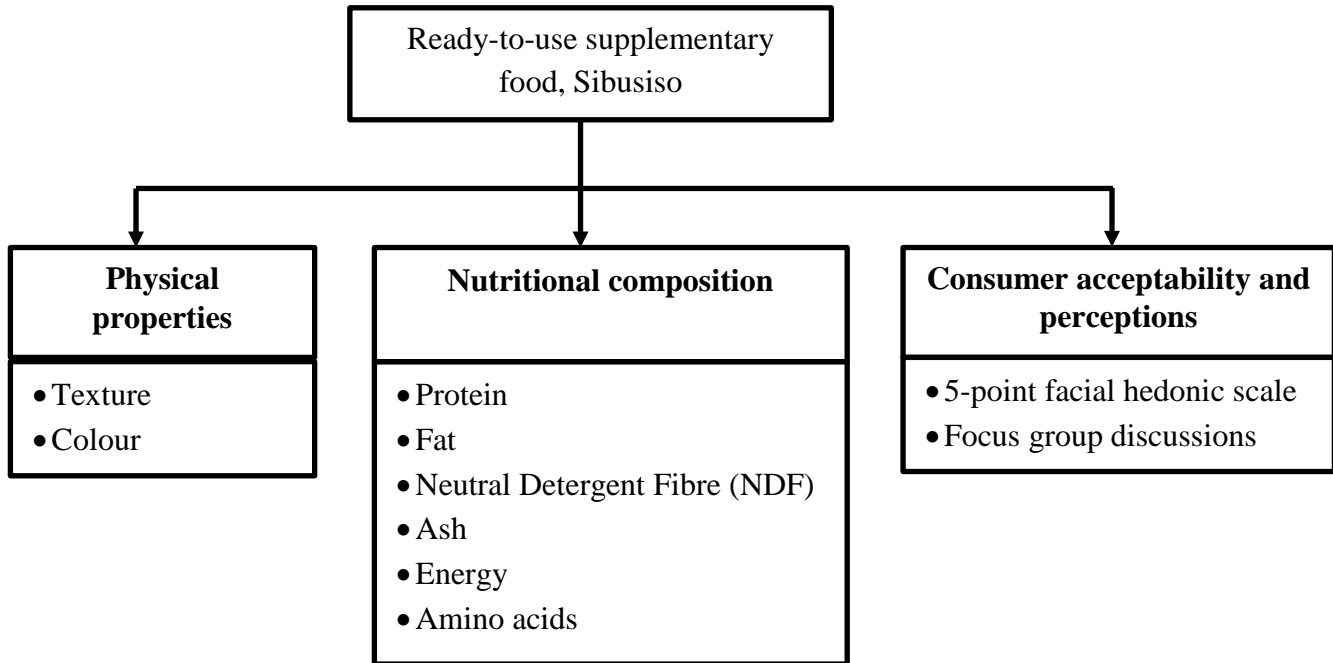 Ready-to-use supplementary
food, Sibusiso
Physical
properties
• Texture
• Colour
Nutritional composition
• Protein
• Fat
• Neutral Detergent Fibre (NDF)
• Ash
• Energy
• Amino acids
Consumer acceptability and
perceptions
• 5-point facial hedonic scale
• Focus group discussions